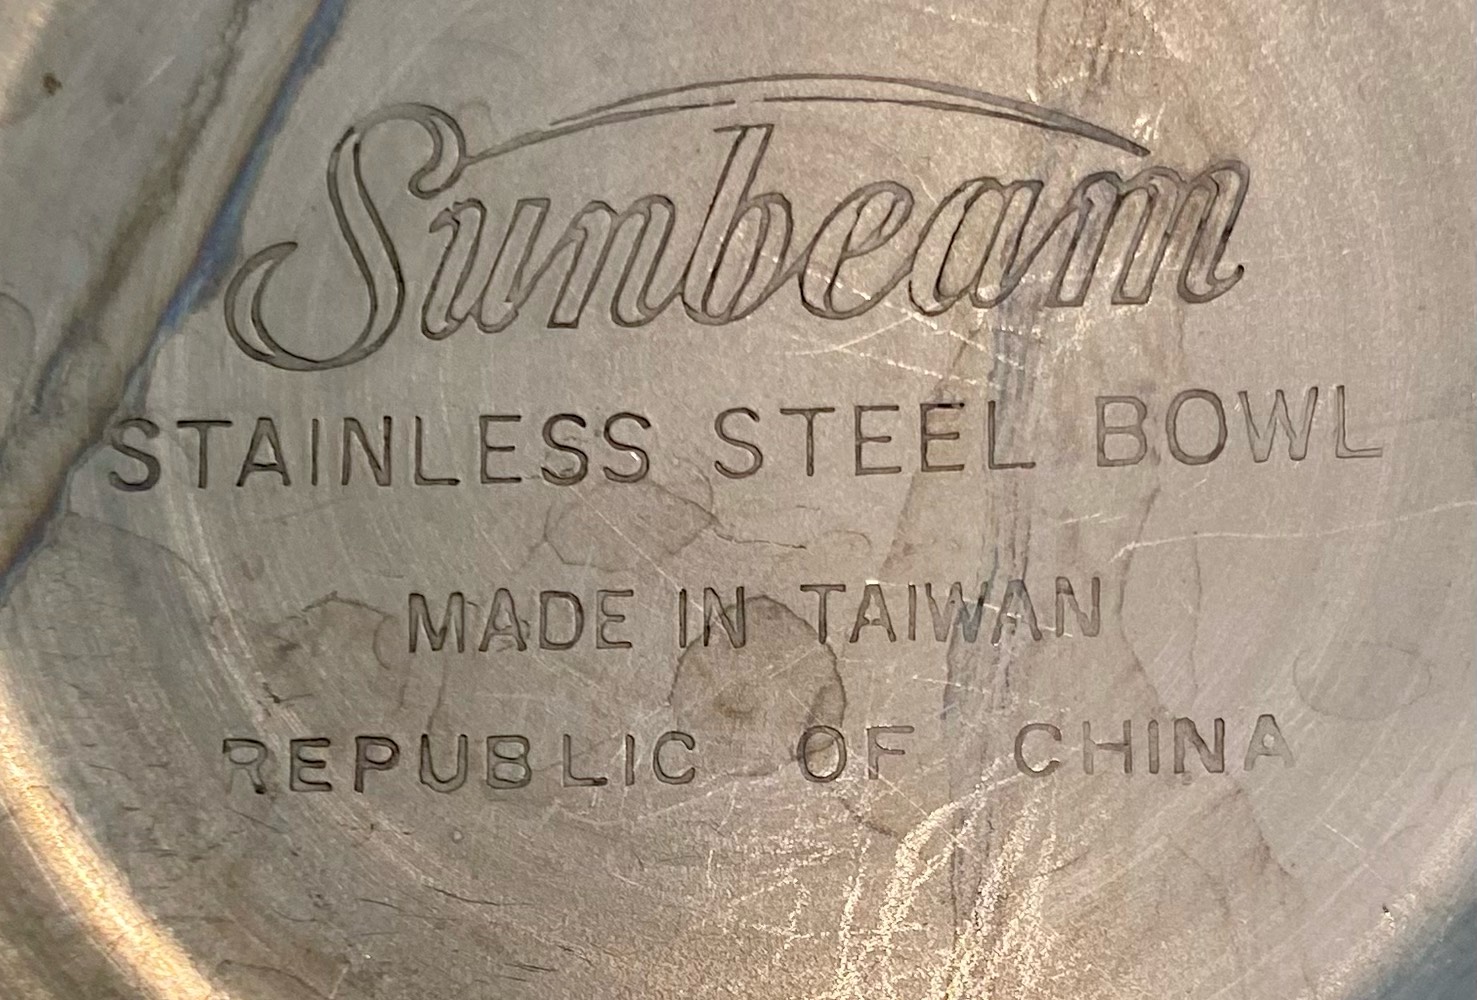 Sunbeam
STAINLESS STEEL BOWL
MADE IN TAIWAN
REPUBLIC OF CHINA